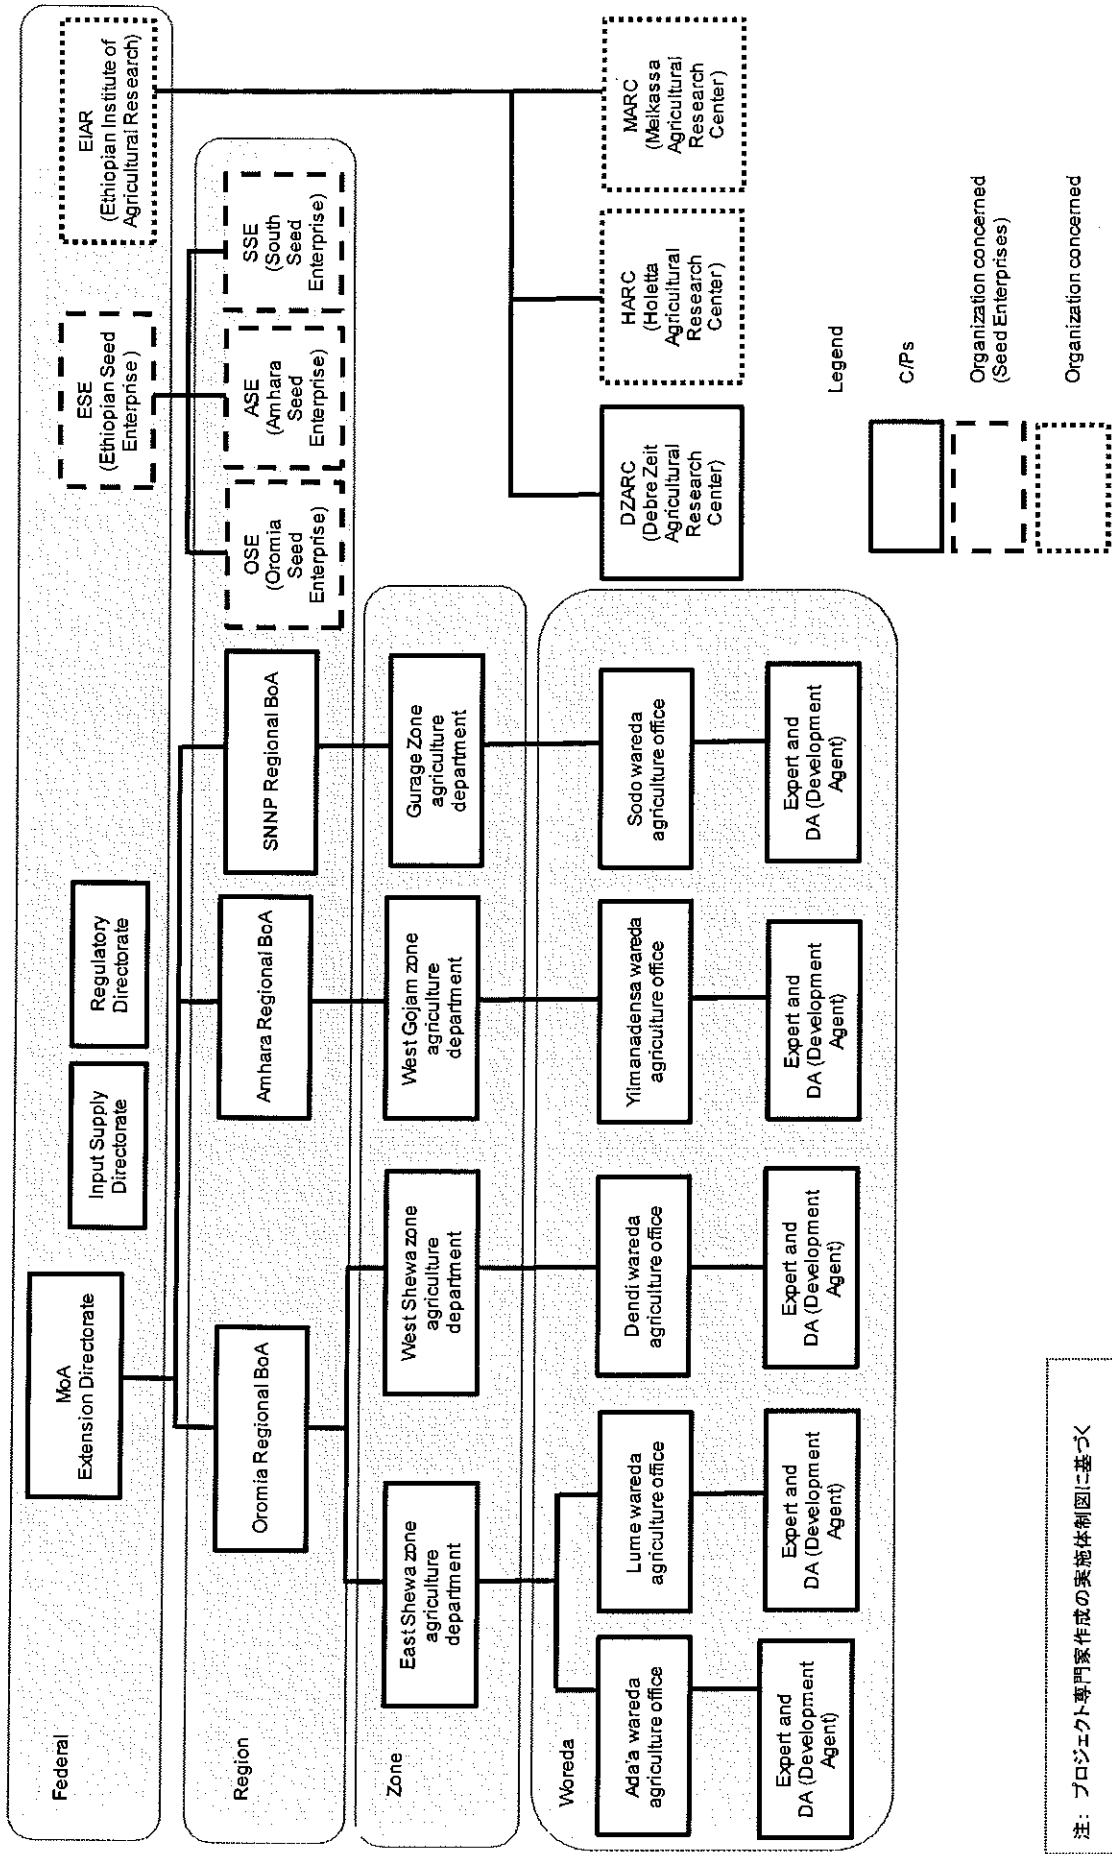 Federal
MoA
Extension Directorate
Input Supply
Directorate
Regulatory
Directorate
ESE
(Ethiopian Seed
Enterprise )
EIAR
(Ethiopian Institute of
Agricultural Research)
Region
Oromia Regional BoA
Amhara Regional BoA
SNNP Regional BoA
OSE
(Oromia
Seed
Enterprise)
ASE
(Amhara
Seed
Enterprise)
SSE
(South
Seed
Enterprise)
Zone
East Shewa zone
agriculture
department
West Shewa zone
agriculture
department
West Gojam zone
agriculture
department
Gurage Zone
agriculture
department
Woreda
Ada'a wareda
agriculture office
Lume wareda
agriculture office
Dendi wareda
agriculture office
Yilmanadensa wareda
agriculture office
Sodo wareda
agriculture office
DZARC
(Debre Zeit
Agricultural
Research
Center)
HARC
(Holetta
Agricultural
Research
Center)
MARC
(Melkassa
Agricultural
Research
Center)
Expert and
DA (Development
Agent)
Expert and
DA (Development
Agent)
Expert and
DA (Development
Agent)
Expert and
DA (Development
Agent)
Expert and
DA (Development
Agent)
Legend
C/Ps
Organization concerned
(Seed Enterprises)
Organization concerned
注： プロジェクト専門家作成の実施体制図に基づく